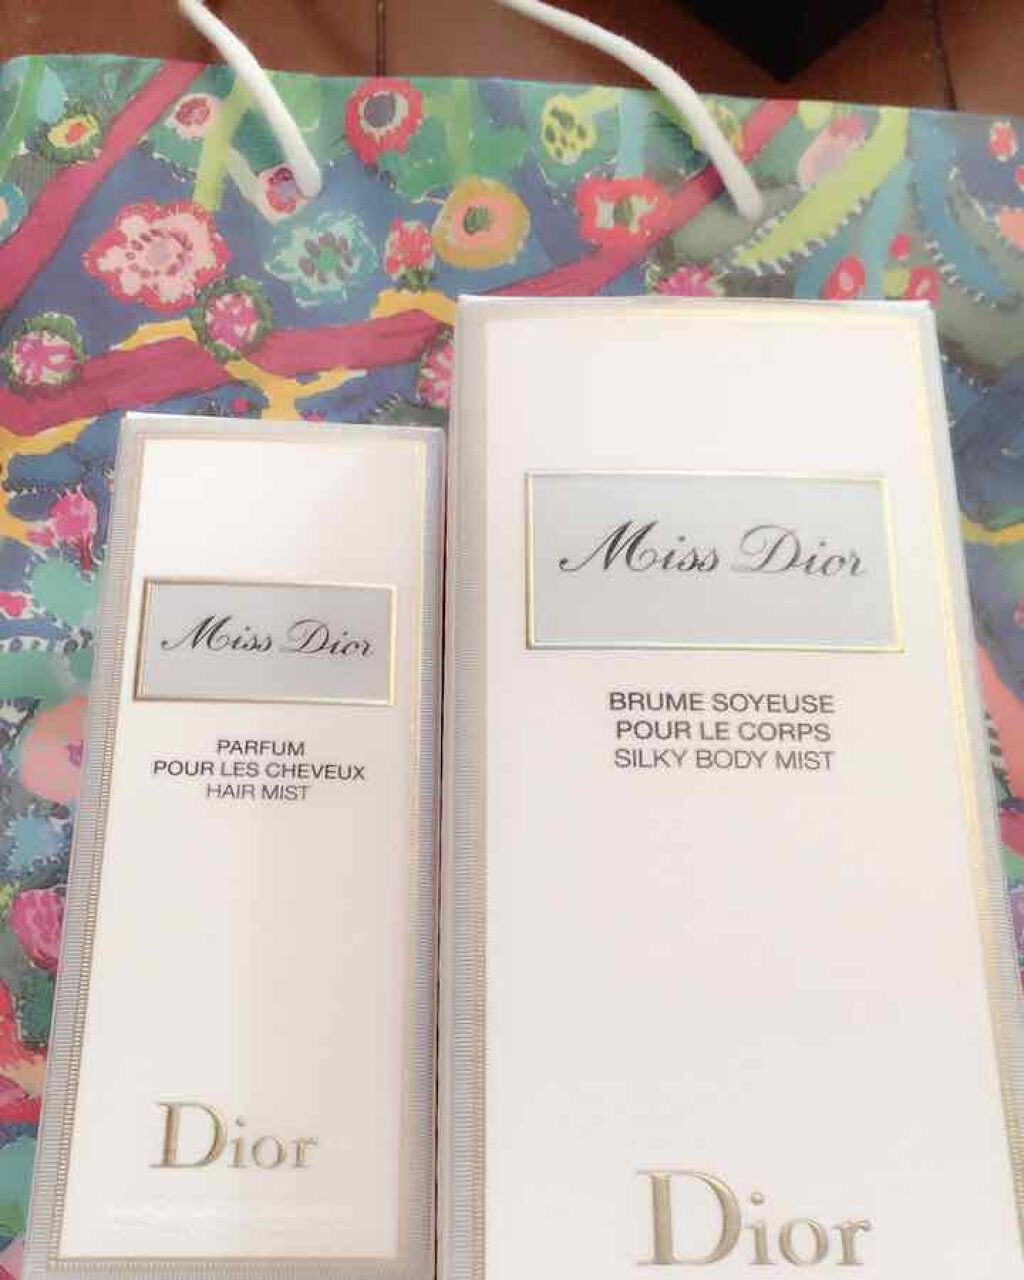 Miss Dior
PARFUM
POUR LES CHEVEUX
HAIR MIST
Dior
Miss Dior
BRUME SOYEUSE
POUR LE CORPS
SILKY BODY MIST
Dior